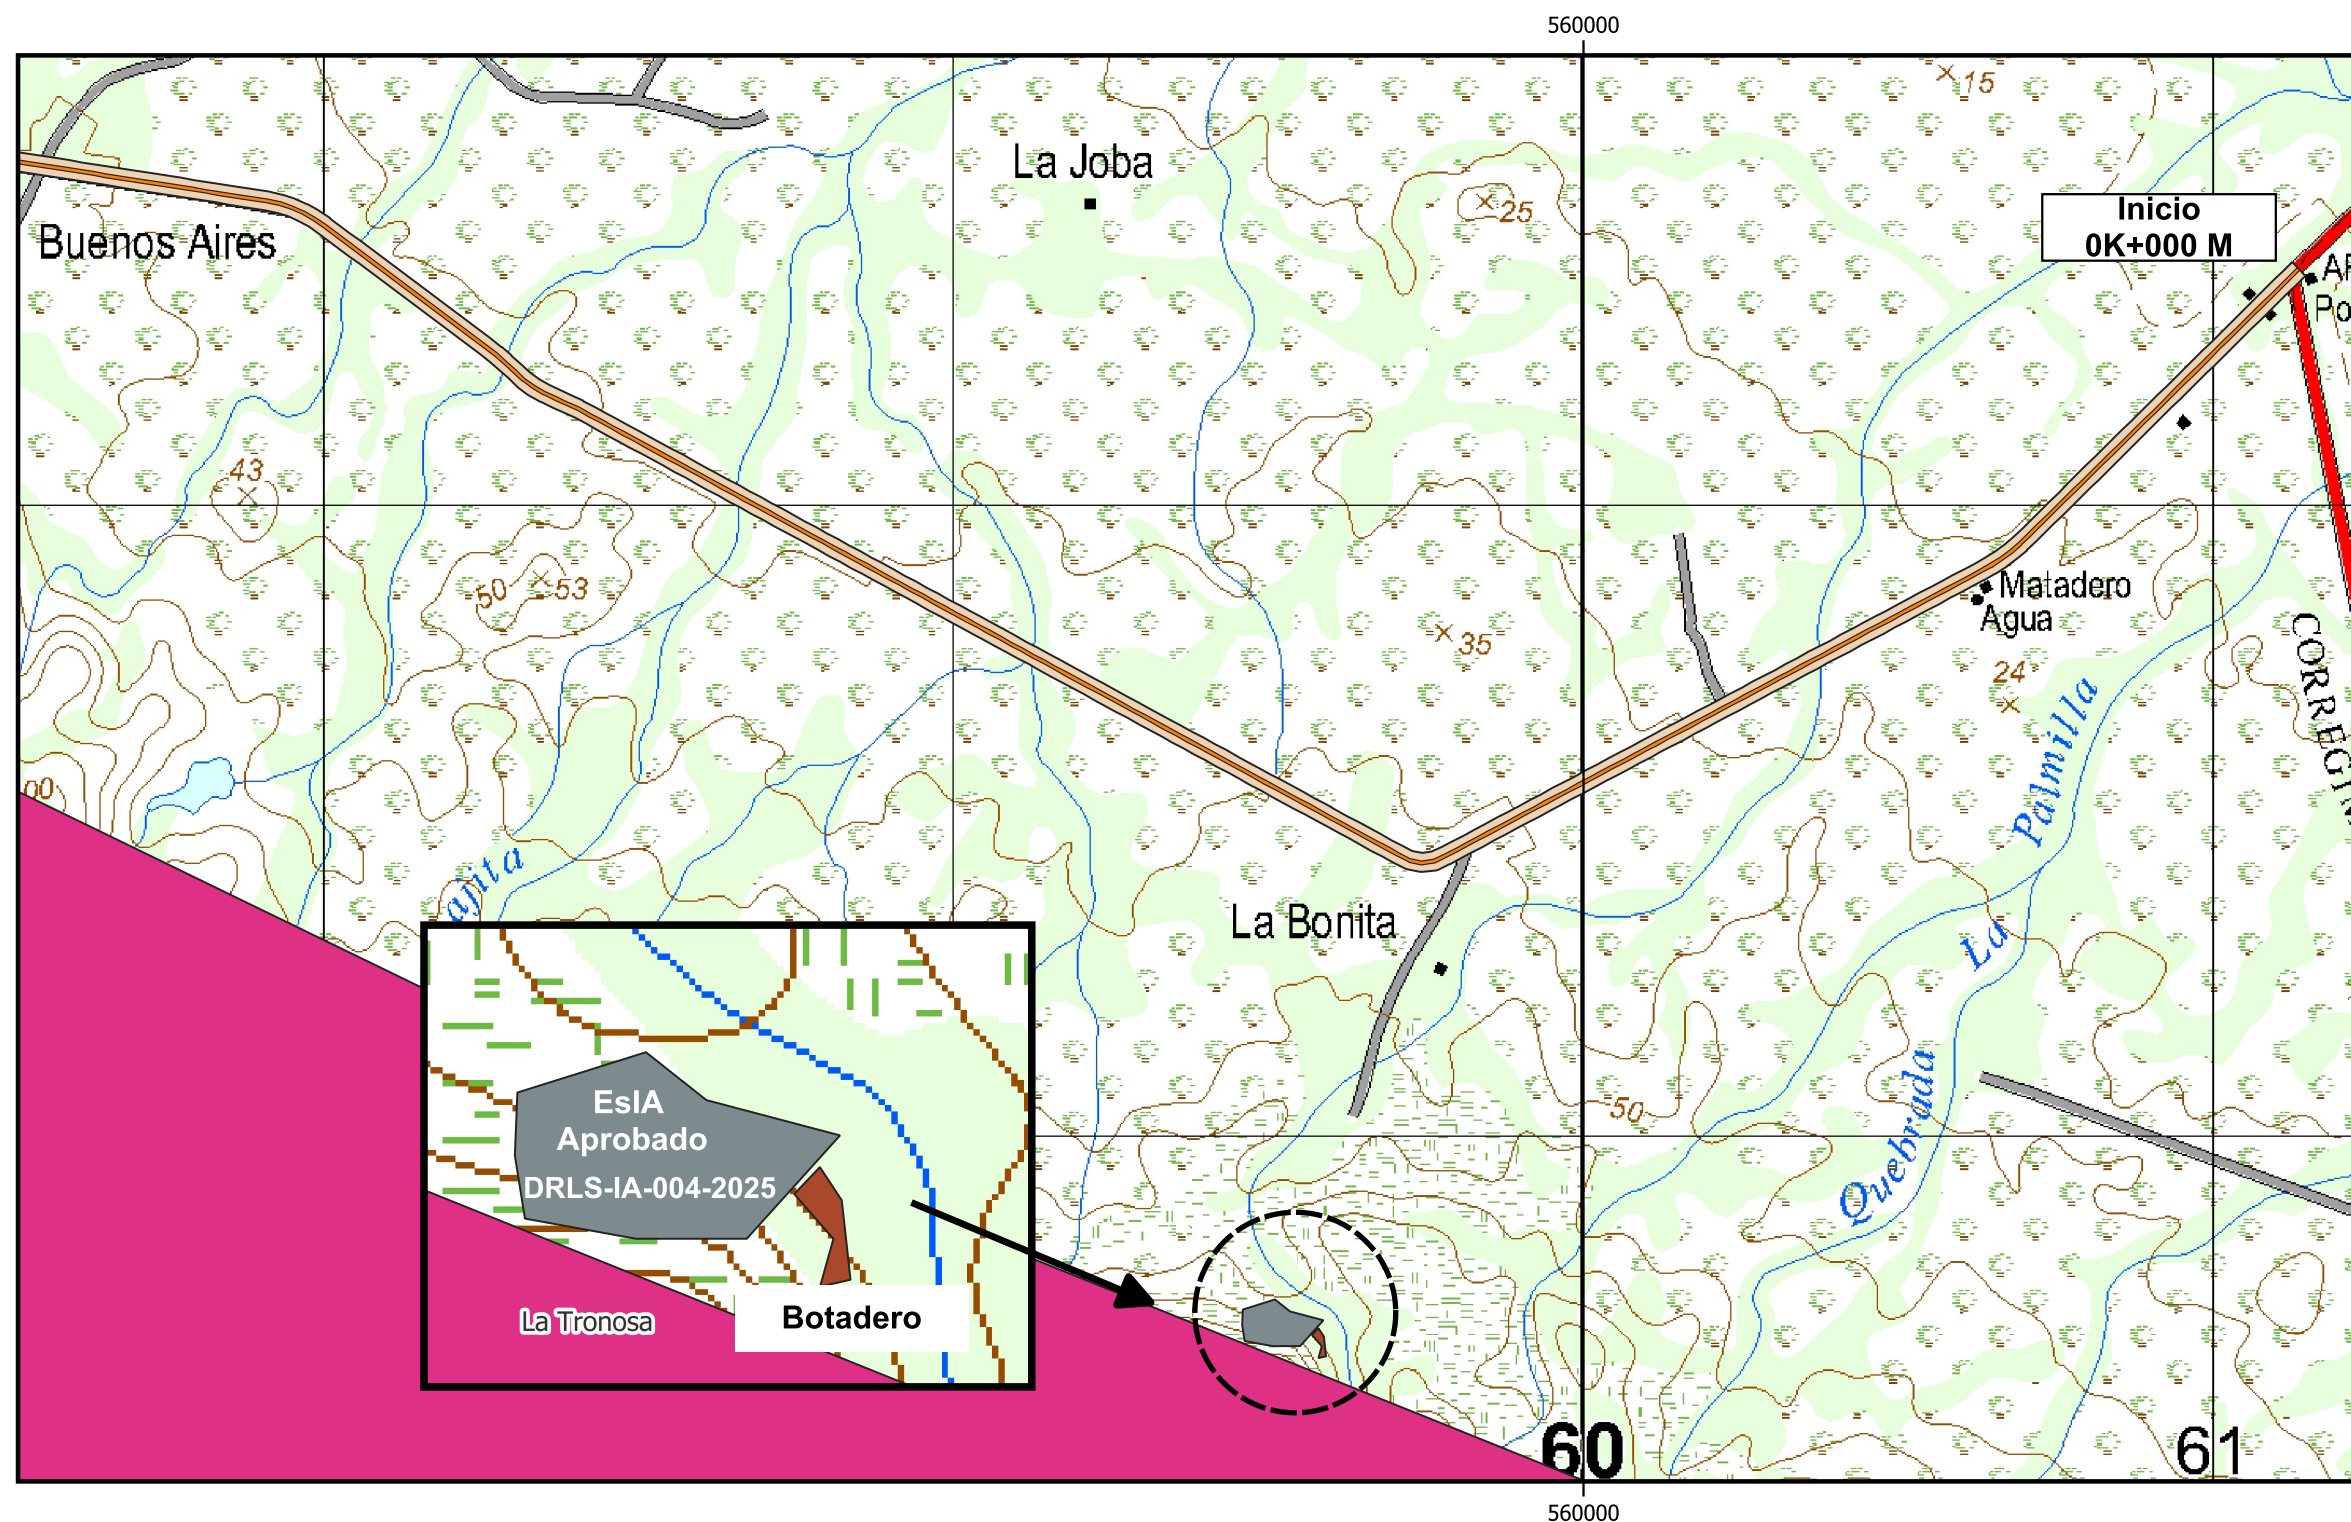 560000
15
La Joba
25
Inicio
0K+000 M
Buenos Aires
43
50
53
Matadero
Agua
35
24
La Bonita
50
Quebrada La Palmilla
EsIA
Aprobado
DRLS-IA-004-2025
La Tronosa
Botadero
60
61
560000